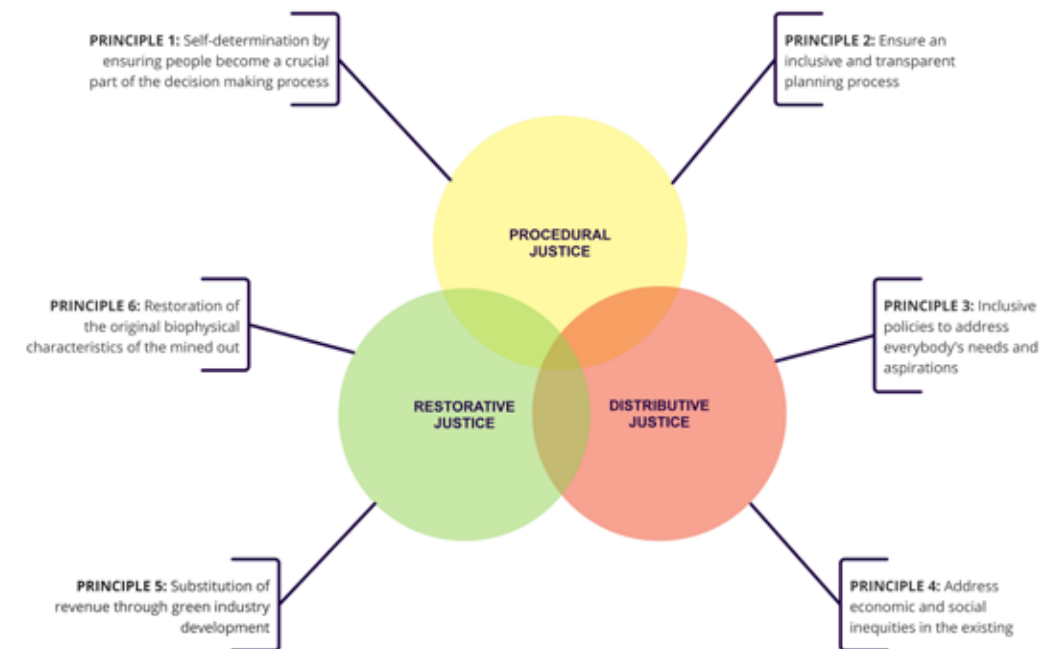 PRINCIPLE 1: Self-determination by
ensuring people become a crucial
part of the decision making process
PRINCIPLE 2: Ensure an
inclusive and transparent
planning process
PROCEDURAL
JUSTICE
PRINCIPLE 6: Restoration of
the original biophysical
characteristics of the mined out
PRINCIPLE 3: Inclusive
policies to address
everybody's needs and
aspirations
RESTORATIVE
JUSTICE
DISTRIBUTIVE
JUSTICE
PRINCIPLE 5: Substitution of
revenue through green industry
development
PRINCIPLE 4: Address
economic and social
inequities in the existing